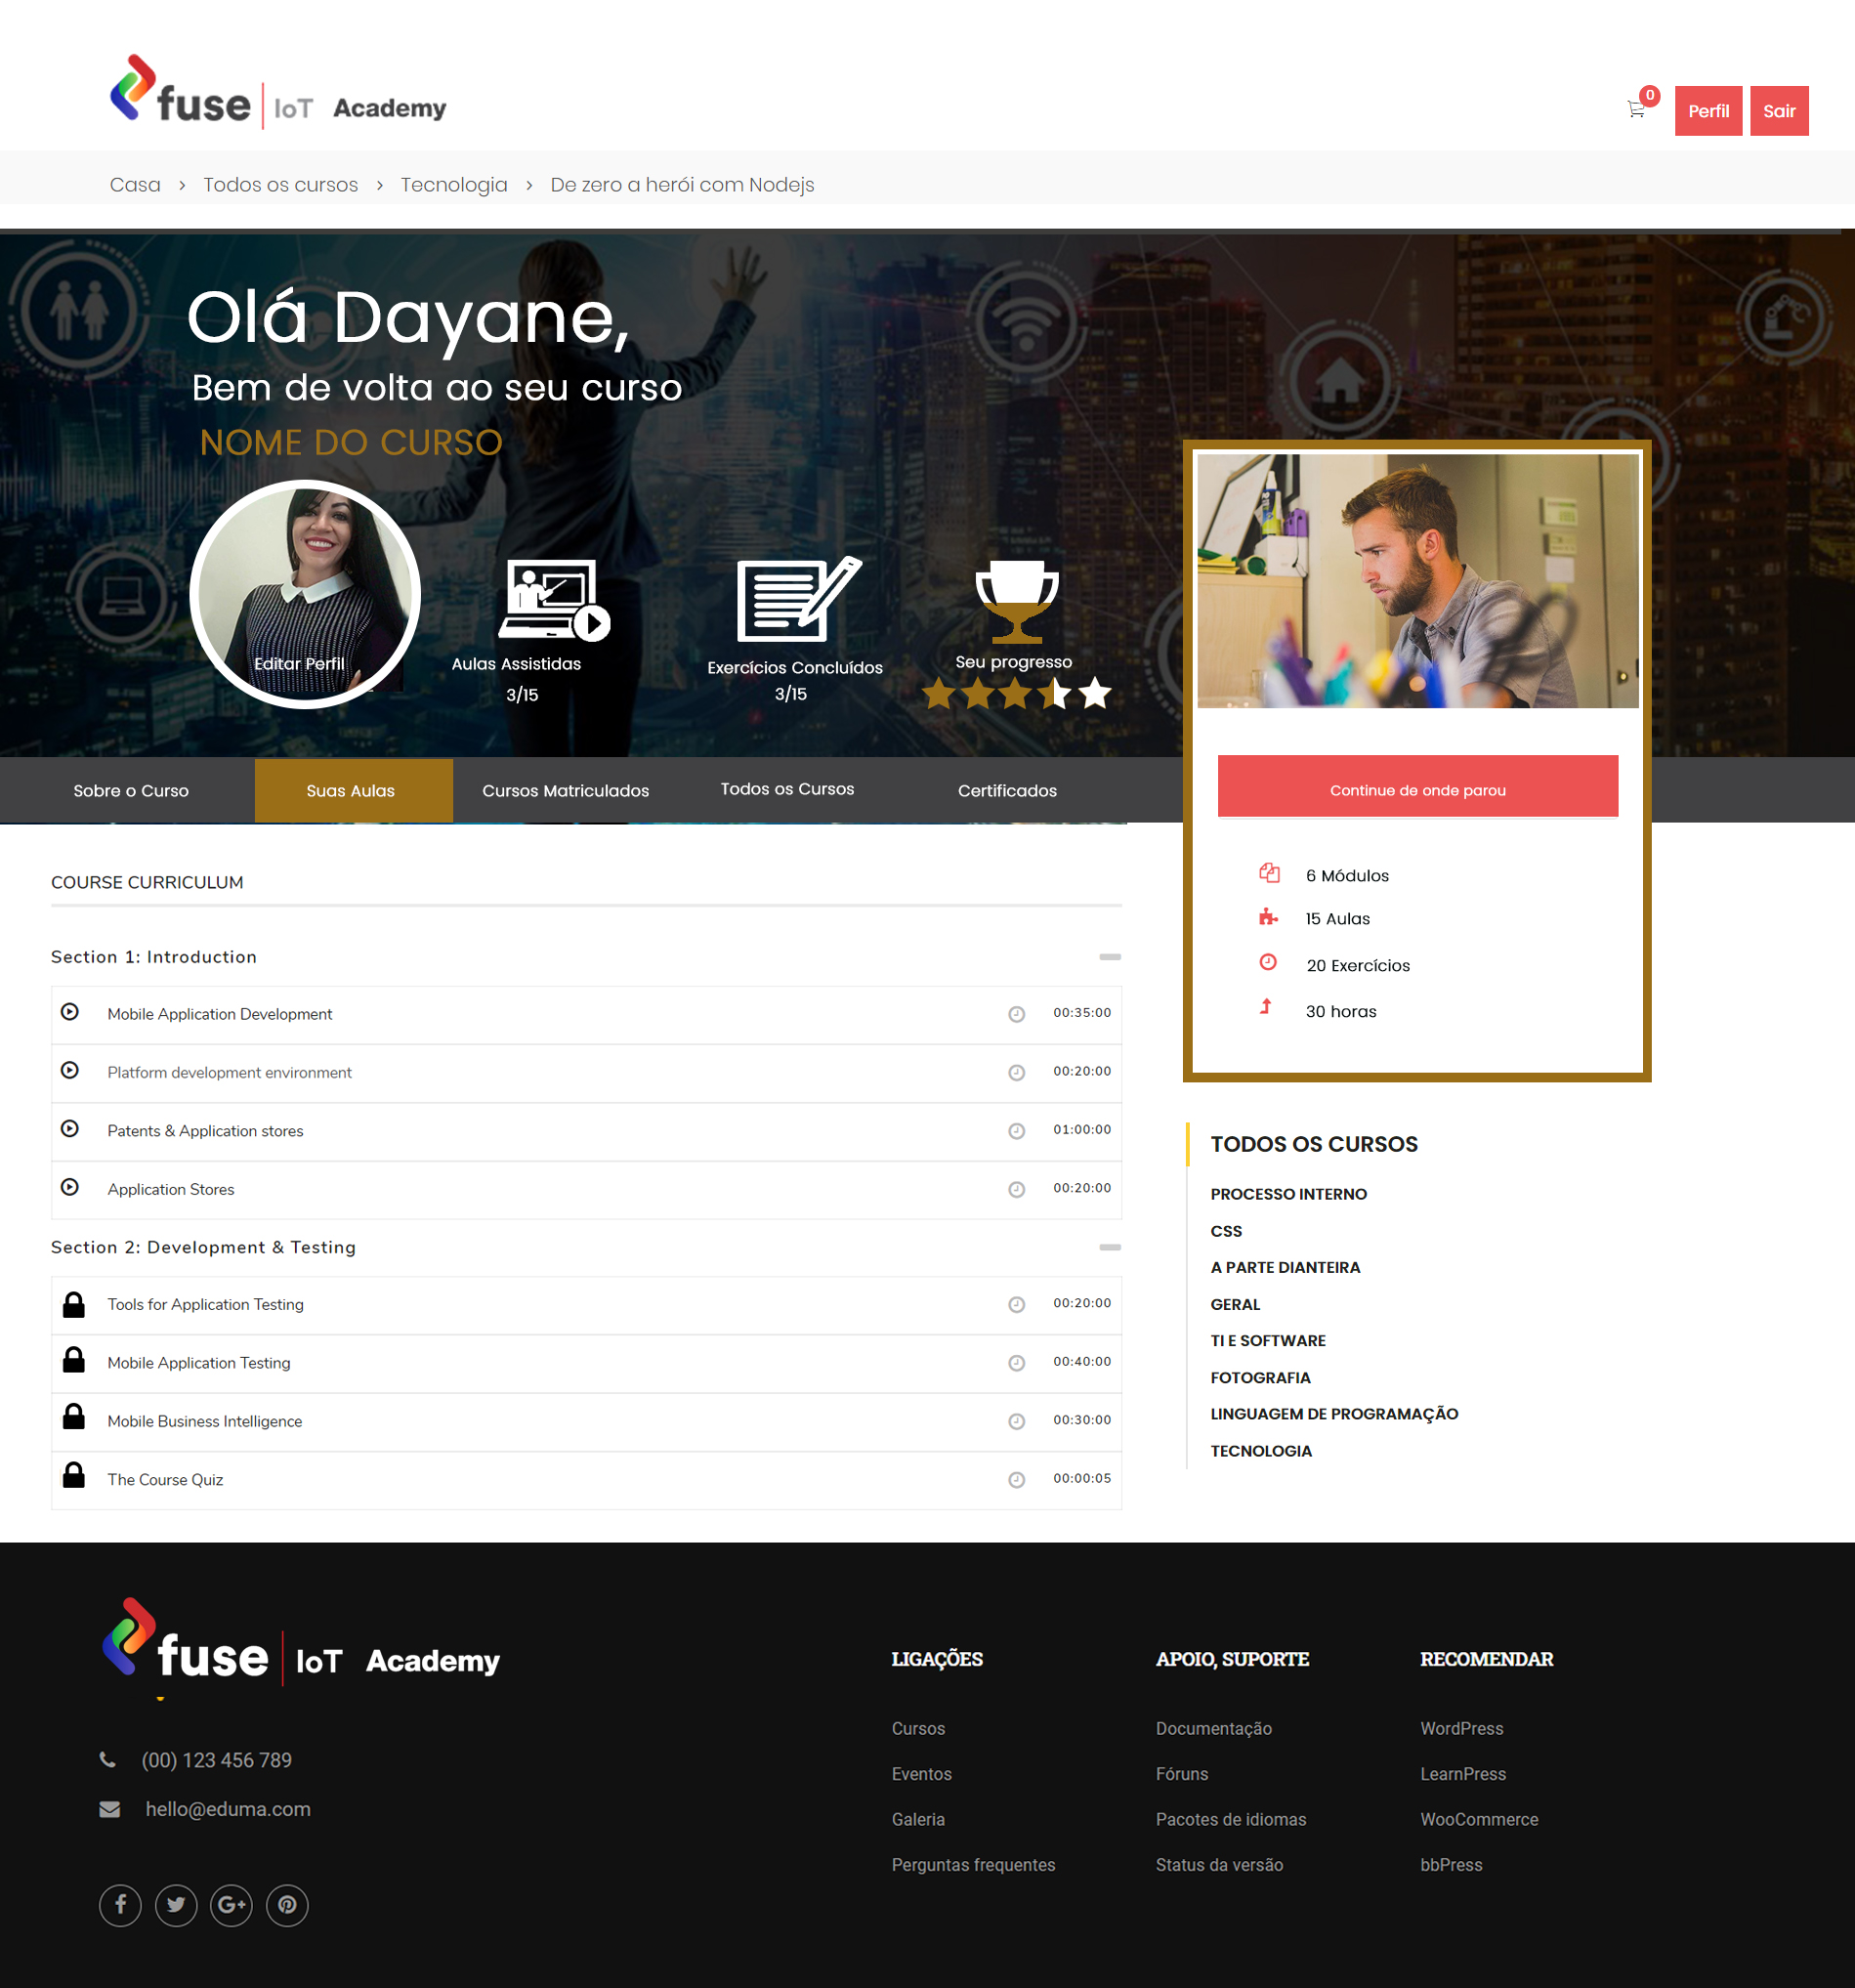 fuse IoT Academy
0
Perfil
Sair
Casa > Todos os cursos > Tecnologia > De zero a herói com Nodejs
Olá Dayane,
Bem de volta ao seu curso
NOME DO CURSO
Editar Perfil
Aulas Assistidas
3/15
Exercícios Concluídos
3/15
Seu progresso
Sobre o Curso
Suas Aulas
Cursos Matriculados
Todos os Cursos
Certificados
Continue de onde parou
6 Módulos
15 Aulas
20 Exercícios
30 horas
COURSE CURRICULUM
Section 1: Introduction
Mobile Application Development 00:35:00
Platform development environment 00:20:00
Patents & Application stores 01:00:00
Application Stores 00:20:00
Section 2: Development & Testing
Tools for Application Testing 00:20:00
Mobile Application Testing 00:40:00
Mobile Business Intelligence 00:30:00
The Course Quiz 00:00:05
TODOS OS CURSOS
PROCESSO INTERNO
CSS
A PARTE DIANTEIRA
GERAL
TI E SOFTWARE
FOTOGRAFIA
LINGUAGEM DE PROGRAMAÇÃO
TECNOLOGIA
fuse IoT Academy
(00) 123 456 789
hello@eduma.com
LIGAÇÕES
Cursos
Eventos
Galeria
Perguntas frequentes
APOIO, SUPORTE
Documentação
Fóruns
Pacotes de idiomas
Status da versão
RECOMENDAR
WordPress
LearnPress
WooCommerce
bbPress